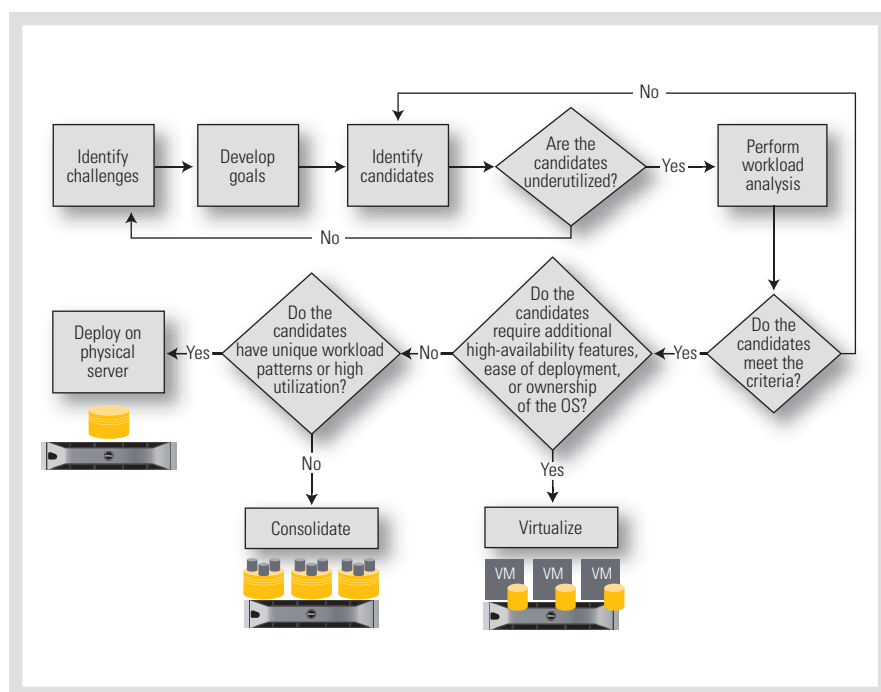 No
Identify
challenges
Develop
goals
Identify
candidates
Are the
candidates
underutilized?
Yes
Perform
workload
analysis
No
Deploy on
physical
server
Yes
Do the
candidates
have unique workload
patterns or high
utilization?
No
Do the
candidates
require additional
high-availability features,
ease of deployment,
or ownership
of the OS?
Yes
Do the
candidates
meet the
criteria?
No
Yes
Consolidate
Virtualize
VM
VM
VM